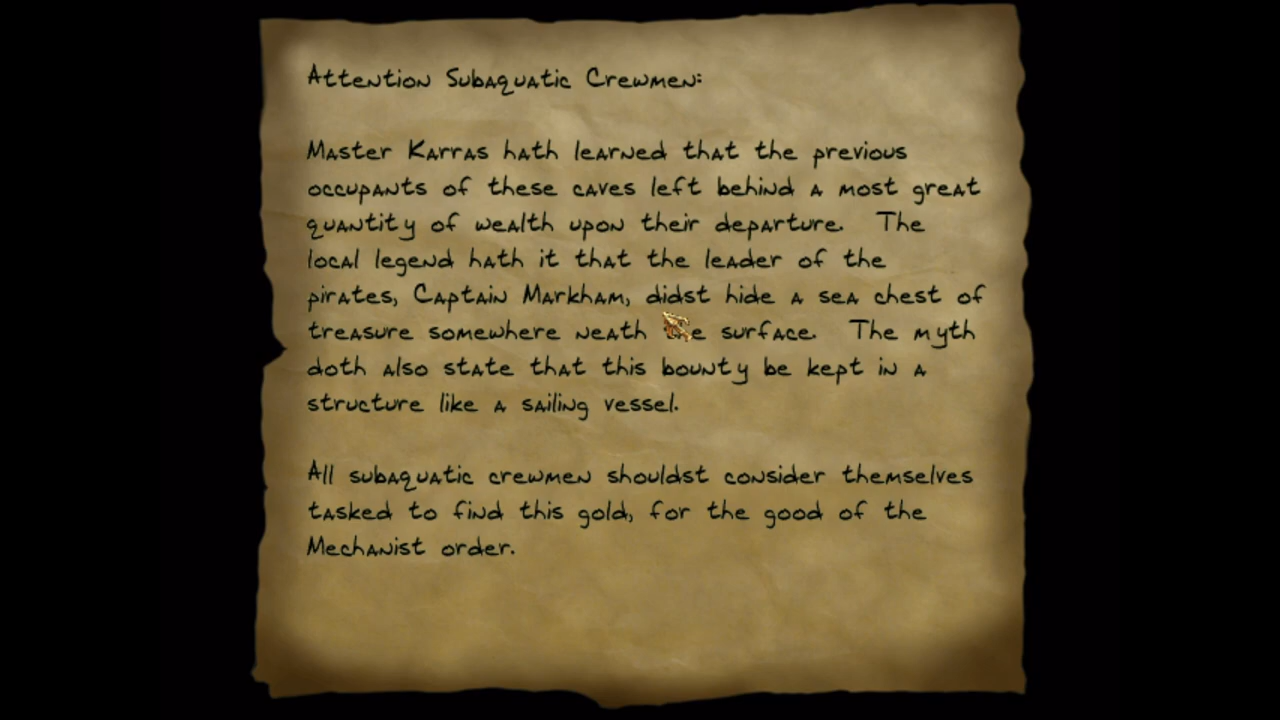 Attention Subaquatic Crewmen:
Master Karras hath learned that the previous
occupants of these caves left behind a most great
quantity of wealth upon their departure. The
local legend hath it that the leader of the
pirates, Captain Markham, didst hide a sea chest of
treasure somewhere neath the surface. The myth
doth also state that this bounty be kept in a
structure like a sailing vessel.
All subaquatic crewmen shouldst consider themselves
tasked to find this gold, for the good of the
Mechanist order.